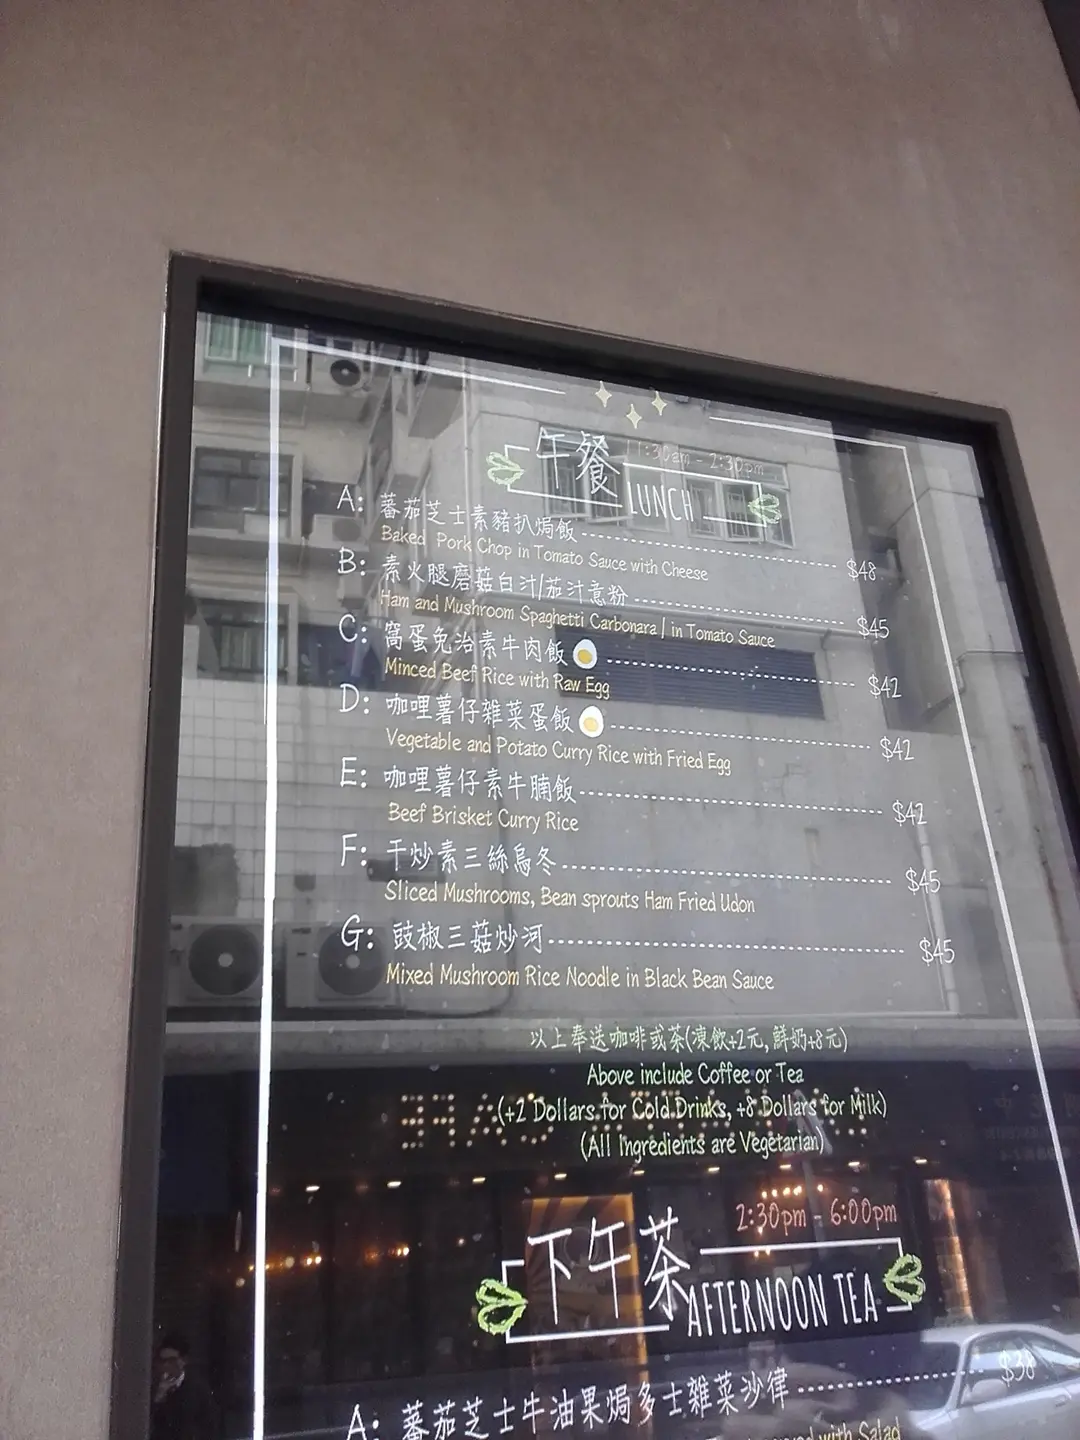 午餐 1:30am - 2:30pm
LUNCH
A: 蕃茄芝士素豬扒焗飯 $48
Baked Pork Chop in Tomato Sauce with Cheese
B: 素火腿磨菇白汁/茄汁意粉 $45
Ham and Mushroom Spaghetti Carbonara / in Tomato Sauce
C: 窩蛋免治素牛肉飯 $42
Minced Beef Rice with Raw Egg
D: 咖哩薯仔雜菜蛋飯 $42
Vegetable and Potato Curry Rice with Fried Egg
E: 咖哩薯仔素牛腩飯 $42
Beef Brisket Curry Rice
F: 干炒素三絲烏冬 $45
Sliced Mushrooms, Bean sprouts Ham Fried Udon
G: 豉椒三菇炒河 $45
Mixed Mushroom Rice Noodle in Black Bean Sauce
以上奉送咖啡或茶(凍飲+2元, 鮮奶+8元)
Above include Coffee or Tea
(+2 Dollars for Cold Drinks, +8 Dollars for Milk)
(All Ingredients are Vegetarian)
2:30pm - 6:00pm
下午茶 AFTERNOON TEA
A: 蕃茄芝士牛油果焗多士雜菜沙律 $38
with Salad